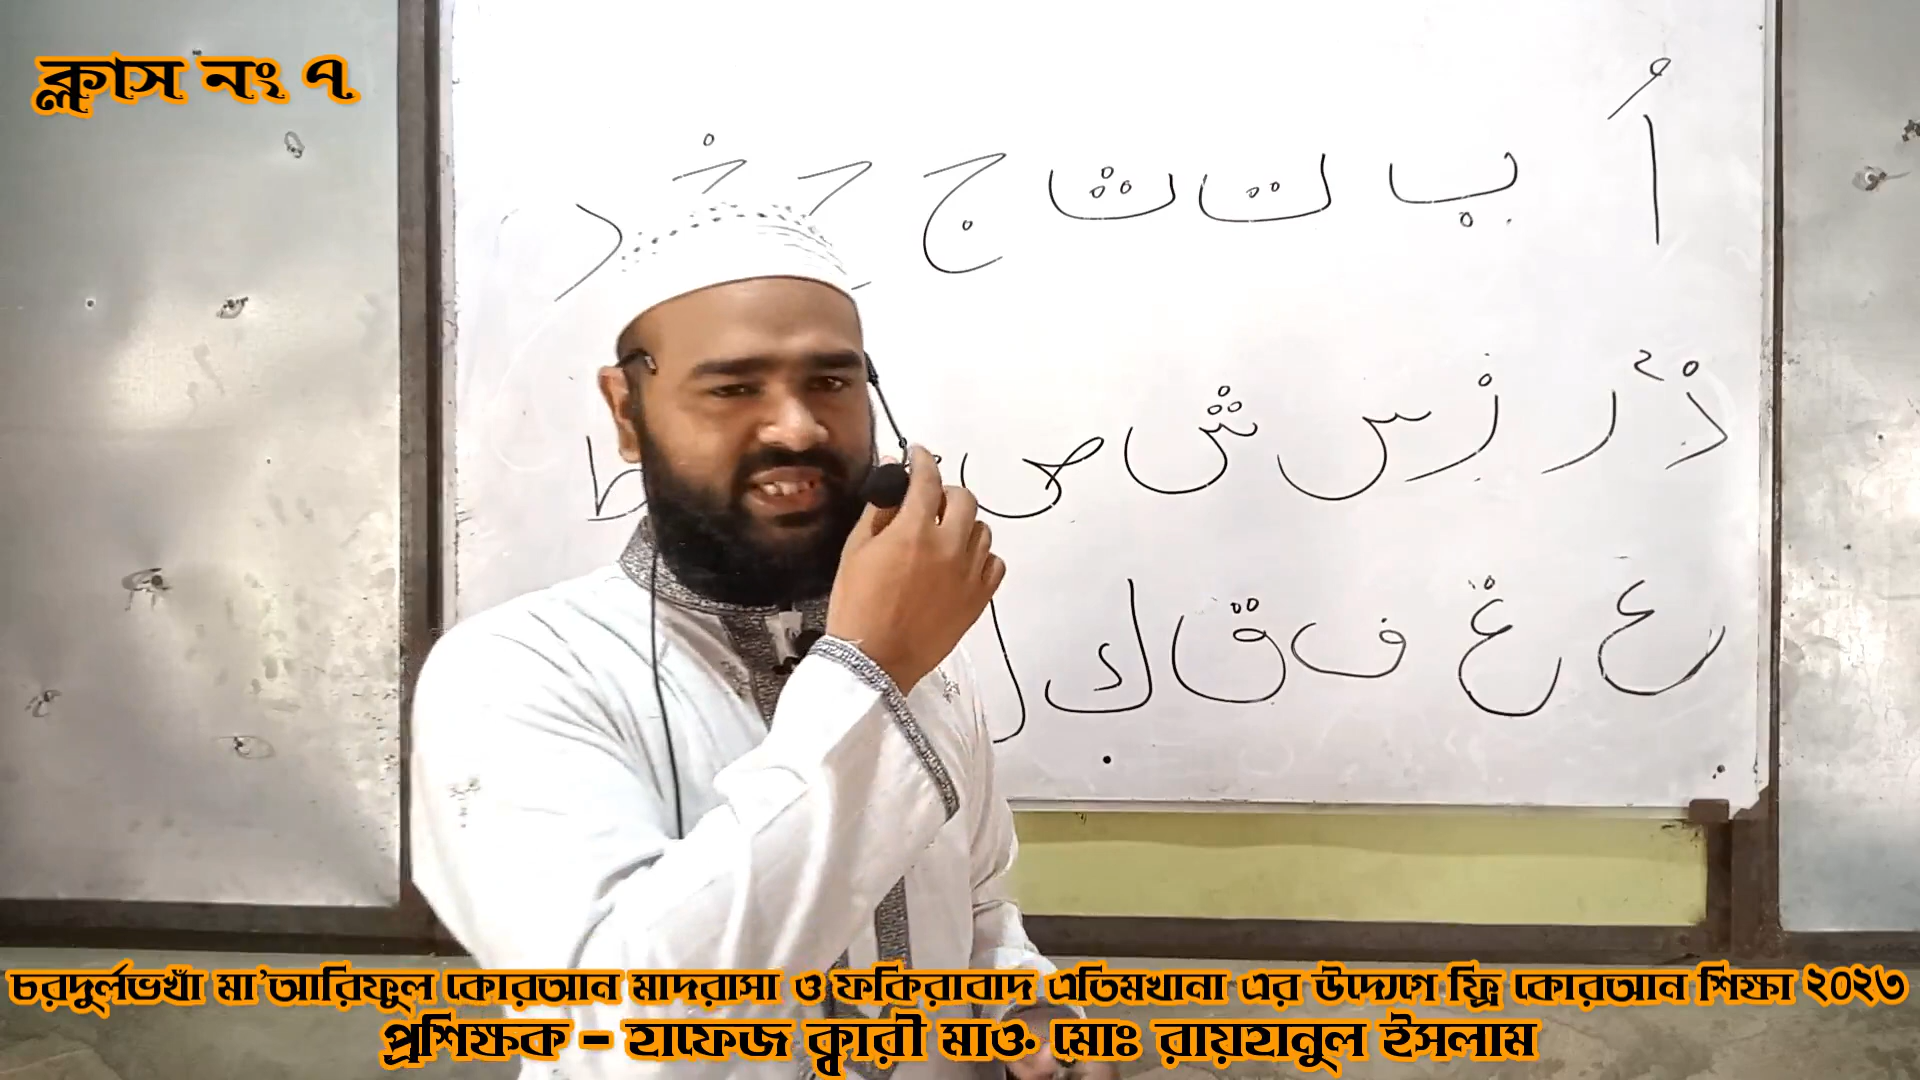 ক্লাস নং ৭
اُ ب ت ث ج ح خ د
ذ ر ز س ش ص ط
ع غ ف ق ك ل
চরদুর্লভখাঁ মা'আরিফুল কোরআন মাদরাসা ও ফকিরাবাদ এতিমখানা এর উদ্যেগে ফ্রি কোরআন শিক্ষা ২০২৩
প্রশিক্ষক - হাফেজ ক্বারী মাও: মোঃ রায়হানুল ইসলাম